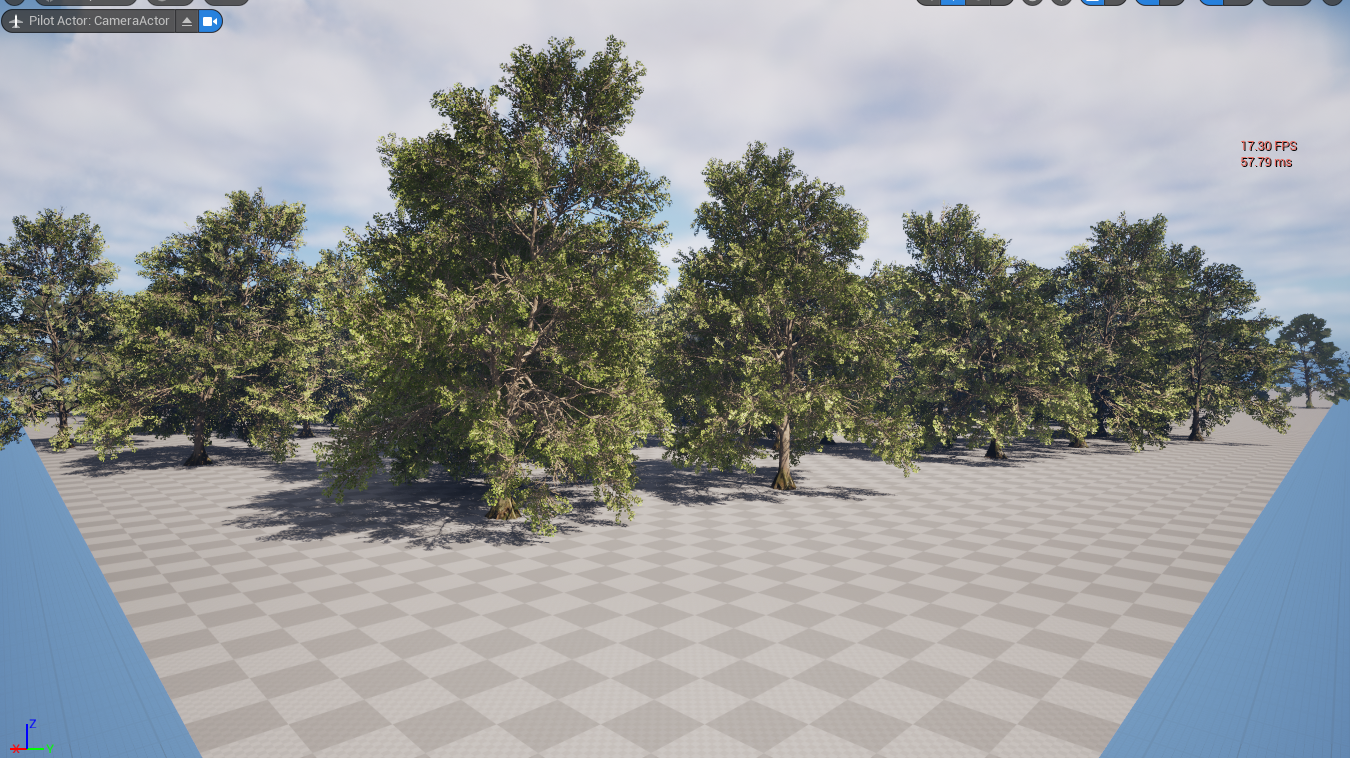 Pilot Actor: CameraActor
17.30 FPS
57.79 ms
Z
X
Y